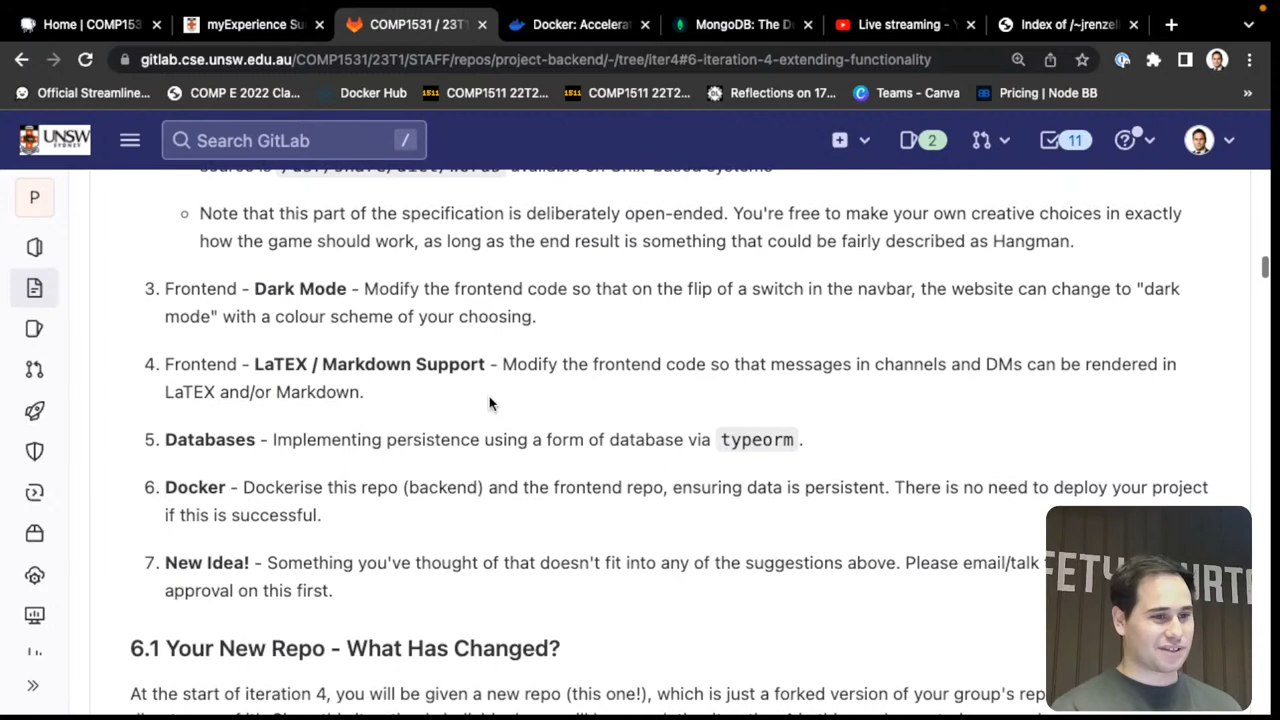 Home | COMP153
myExperience Su
COMP1531 / 23T
Docker: Accelera
MongoDB: The D
Live streaming -
Index of /~jrenzel
gitlab.cse.unsw.edu.au/COMP1531/23T1/STAFF/repos/project-backend/-/tree/iter4#6-iteration-4-extending-functionality
Official Streamline...
COMP E 2022 Cla...
Docker Hub
COMP1511 22T2...
COMP1511 22T2...
Reflections on 17...
Teams - Canva
Pricing | Node BB
»
UNSW
SYDNEY
Search GitLab
/
2
11
P
Note that this part of the specification is deliberately open-ended. You're free to make your own creative choices in exactly
how the game should work, as long as the end result is something that could be fairly described as Hangman.
3. Frontend - Dark Mode - Modify the frontend code so that on the flip of a switch in the navbar, the website can change to "dark
mode" with a colour scheme of your choosing.
4. Frontend - LaTEX / Markdown Support - Modify the frontend code so that messages in channels and DMs can be rendered in
LaTEX and/or Markdown.
5. Databases - Implementing persistence using a form of database via typeorm.
6. Docker - Dockerise this repo (backend) and the frontend repo, ensuring data is persistent. There is no need to deploy your project
if this is successful.
7. New Idea! - Something you've thought of that doesn't fit into any of the suggestions above. Please email/talk
approval on this first.
6.1 Your New Repo - What Has Changed?
At the start of iteration 4, you will be given a new repo (this one!), which is just a forked version of your group's rep